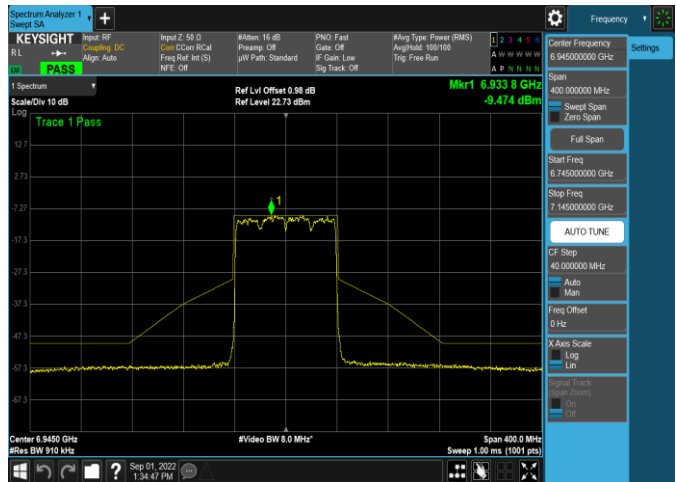 Spectrum Analyzer 1
Swept SA
Frequency
KEYSIGHT
Input: RF
Coupling: DC
Align: Auto
Input Z: 50 Ω
Corr CCorr RCal
Freq Ref: Int (S)
NFE: Off
#Atten: 16 dB
Preamp: Off
µW Path: Standard
PNO: Fast
Gate: Off
IF Gain: Low
Sig Track: Off
#Avg Type: Power (RMS)
Avg|Hold: 100/100
Trig: Free Run
1 2 3 4 5 6
A W W W W W
A P N N N N
RL
PASS
1 Spectrum
Scale/Div 10 dB
Ref Lvl Offset 0.98 dB
Ref Level 22.73 dBm
Mkr1 6.933 8 GHz
-9.474 dBm
Log
Trace 1 Pass
12.7
2.73
-7.27
-17.3
-27.3
-37.3
-47.3
-57.3
-67.3
1
Center 6.9450 GHz
#Res BW 910 kHz
#Video BW 8.0 MHz*
Span 400.0 MHz
Sweep 1.00 ms (1001 pts)
Sep 01, 2022
1:34:47 PM
Center Frequency
6.945000000 GHz
Settings
Span
400.000000 MHz
Swept Span
Zero Span
Full Span
Start Freq
6.745000000 GHz
Stop Freq
7.145000000 GHz
AUTO TUNE
CF Step
40.000000 MHz
Auto
Man
Freq Offset
0 Hz
X Axis Scale
Log
Lin
Signal Track
(Span Zoom)
On
Off